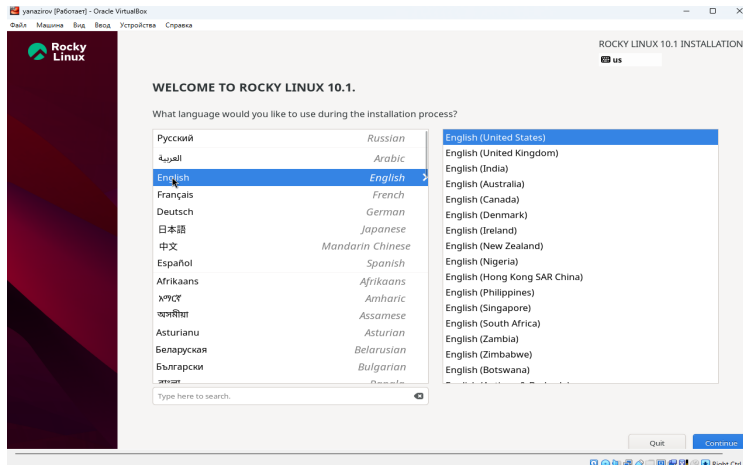 yanazirov [Работает] - Oracle VirtualBox
Файл Машина Вид Ввод Устройства Справка
Rocky Linux
ROCKY LINUX 10.1 INSTALLATION
us
WELCOME TO ROCKY LINUX 10.1.
What language would you like to use during the installation process?
Русский Russian
العربية Arabic
English English
Français French
Deutsch German
日本語 Japanese
中文 Mandarin Chinese
Español Spanish
Afrikaans Afrikaans
አማርኛ Amharic
অসমীয়া Assamese
Asturianu Asturian
Беларуская Belarusian
Български Bulgarian
English (United States)
English (United Kingdom)
English (India)
English (Australia)
English (Canada)
English (Denmark)
English (Ireland)
English (New Zealand)
English (Nigeria)
English (Hong Kong SAR China)
English (Philippines)
English (Singapore)
English (South Africa)
English (Zambia)
English (Zimbabwe)
English (Botswana)
Type here to search.
Quit
Continue
Right Ctrl